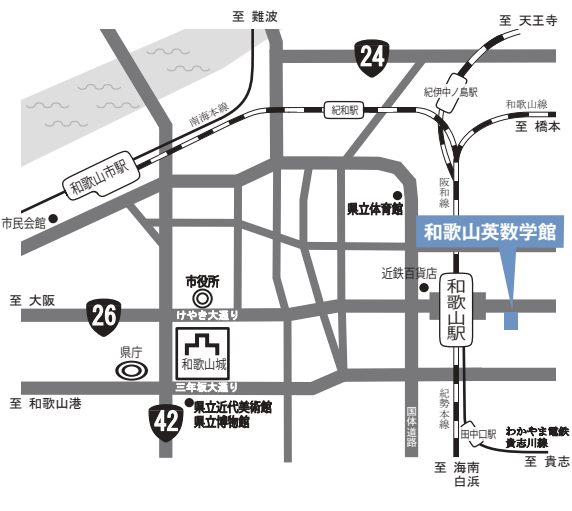 至 難波
至 天王寺
24
紀伊中ノ島駅
和歌山線
至 橋本
南海本線
紀和駅
和歌山市駅
阪和線
市民会館
県立体育館
和歌山英数学館
近鉄百貨店
市役所
和歌山駅
至 大阪
26
けやき大通り
県庁
和歌山城
三年坂大通り
至 和歌山港
42
県立近代美術館
県立博物館
国体道路
紀勢本線
田中口駅
わかやま電鉄
貴志川線
至 貴志
至 海南
白浜